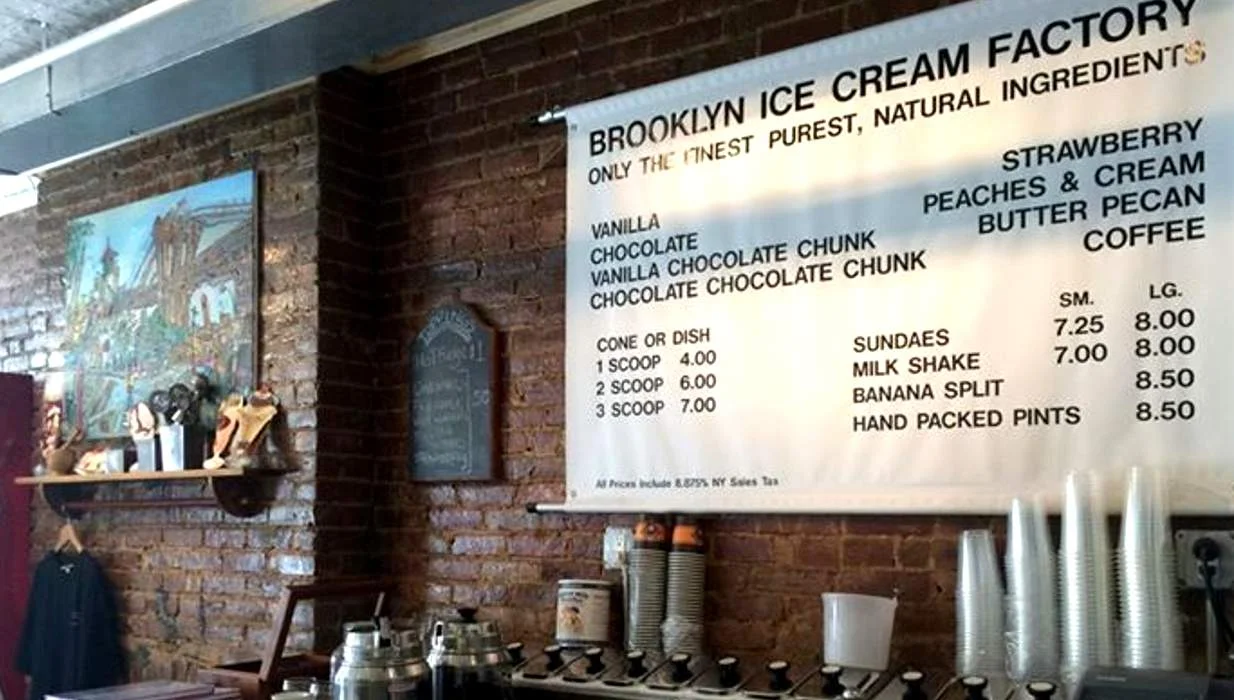 BROOKLYN ICE CREAM FACTORY
ONLY THE FINEST PUREST, NATURAL INGREDIENTS
STRAWBERRY
PEACHES & CREAM
BUTTER PECAN
COFFEE
VANILLA
CHOCOLATE
VANILLA CHOCOLATE CHUNK
CHOCOLATE CHOCOLATE CHUNK
CONE OR DISH
1 SCOOP 4.00
2 SCOOP 6.00
3 SCOOP 7.00
SM. LG.
SUNDAES 7.25 8.00
MILK SHAKE 7.00 8.00
BANANA SPLIT 8.50
HAND PACKED PINTS 8.50
All Prices Include 8.875% NY Sales Tax